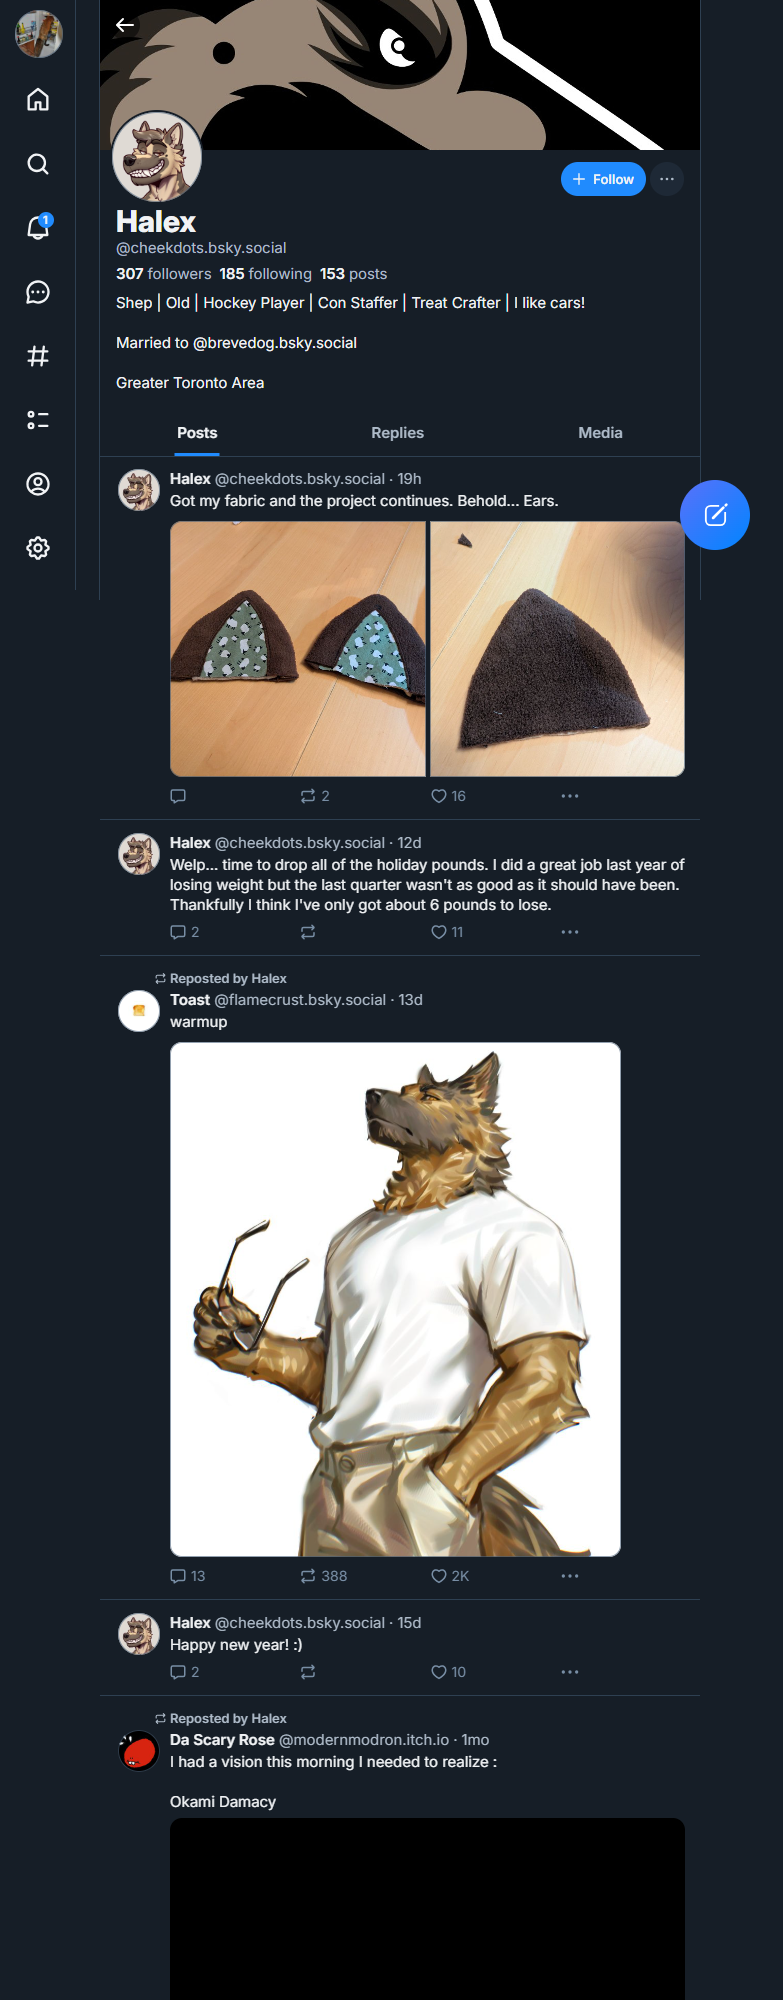 1
Follow
Halex
@cheekdots.bsky.social
307 followers 185 following 153 posts
Shep | Old | Hockey Player | Con Staffer | Treat Crafter | I like cars!
Married to @brevedog.bsky.social
Greater Toronto Area
Posts Replies Media
Halex @cheekdots.bsky.social · 19h
Got my fabric and the project continues. Behold... Ears.
2 16
Halex @cheekdots.bsky.social · 12d
Welp... time to drop all of the holiday pounds. I did a great job last year of
losing weight but the last quarter wasn't as good as it should have been.
Thankfully I think I've only got about 6 pounds to lose.
2 11
Reposted by Halex
Toast @flamecrust.bsky.social · 13d
warmup
13 388 2K
Halex @cheekdots.bsky.social · 15d
Happy new year! :)
2 10
Reposted by Halex
Da Scary Rose @modernmodron.itch.io · 1mo
I had a vision this morning I needed to realize :
Okami Damacy